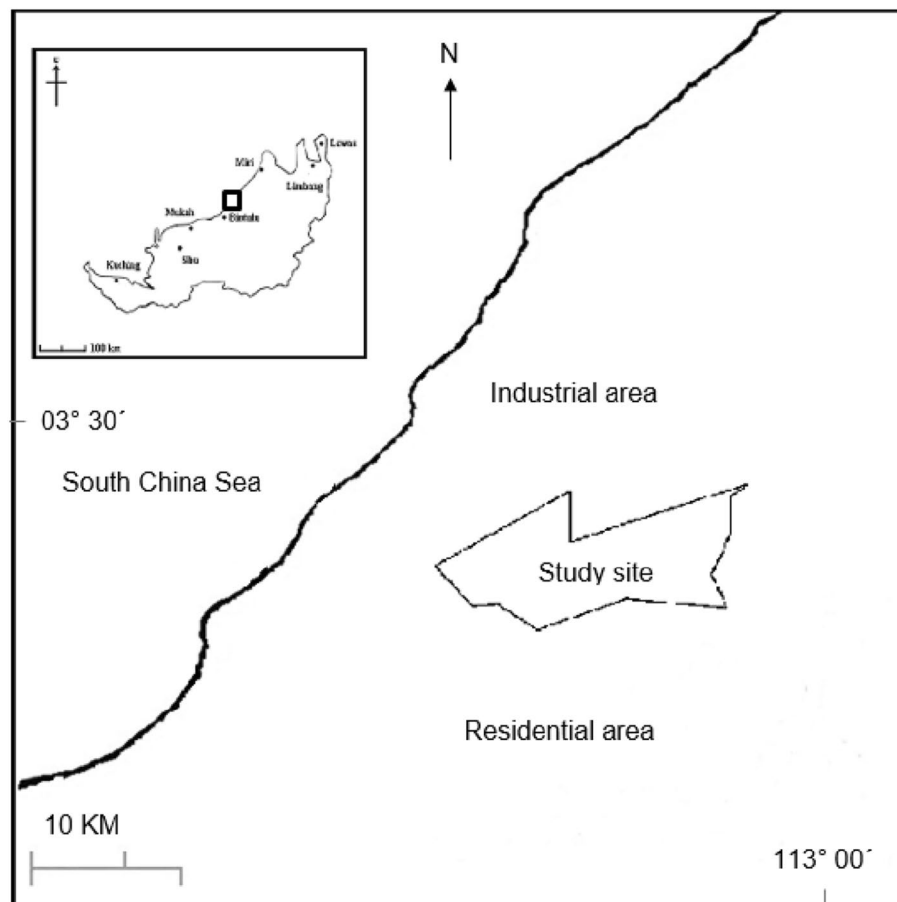 N
Lawas
Miri
Limbang
Mukah
Bintulu
Sibu
Kuching
100 km
Industrial area
03° 30´
South China Sea
Study site
Residential area
10 KM
113° 00´